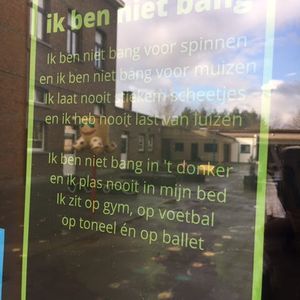 ik ben niet bang
Ik ben niet bang voor spinnen
en ik ben niet bang voor muizen
Ik laat nooit stiekem scheetjes
en ik heb nooit last van luizen
Ik ben niet bang in 't donker
en ik plas nooit in mijn bed
Ik zit op gym, op voetbal
op toneel én op ballet